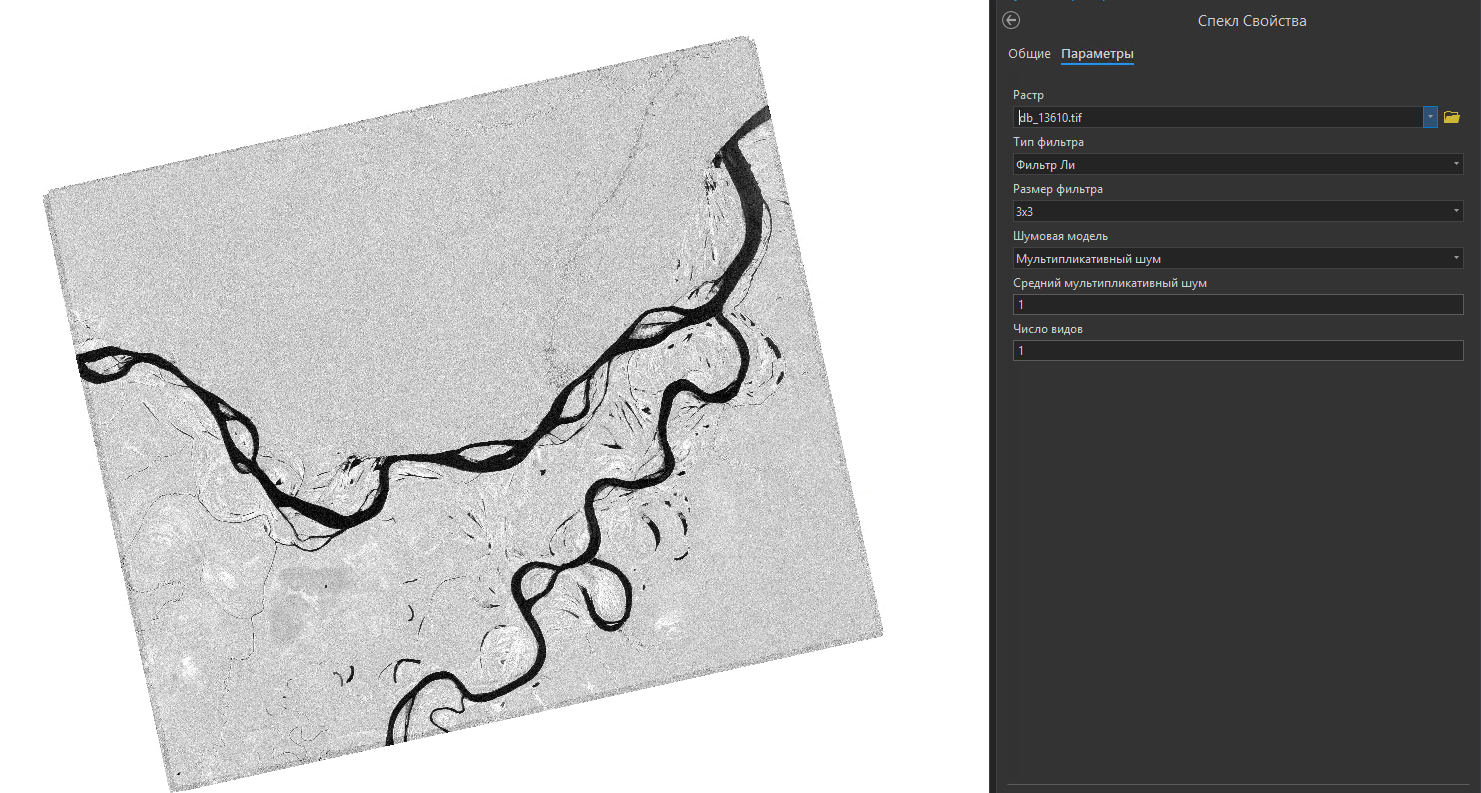 Спекл Свойства
Общие Параметры
Растр
db_13610.tif
Тип фильтра
Фильтр Ли
Размер фильтра
3x3
Шумовая модель
Мультипликативный шум
Средний мультипликативный шум
1
Число видов
1